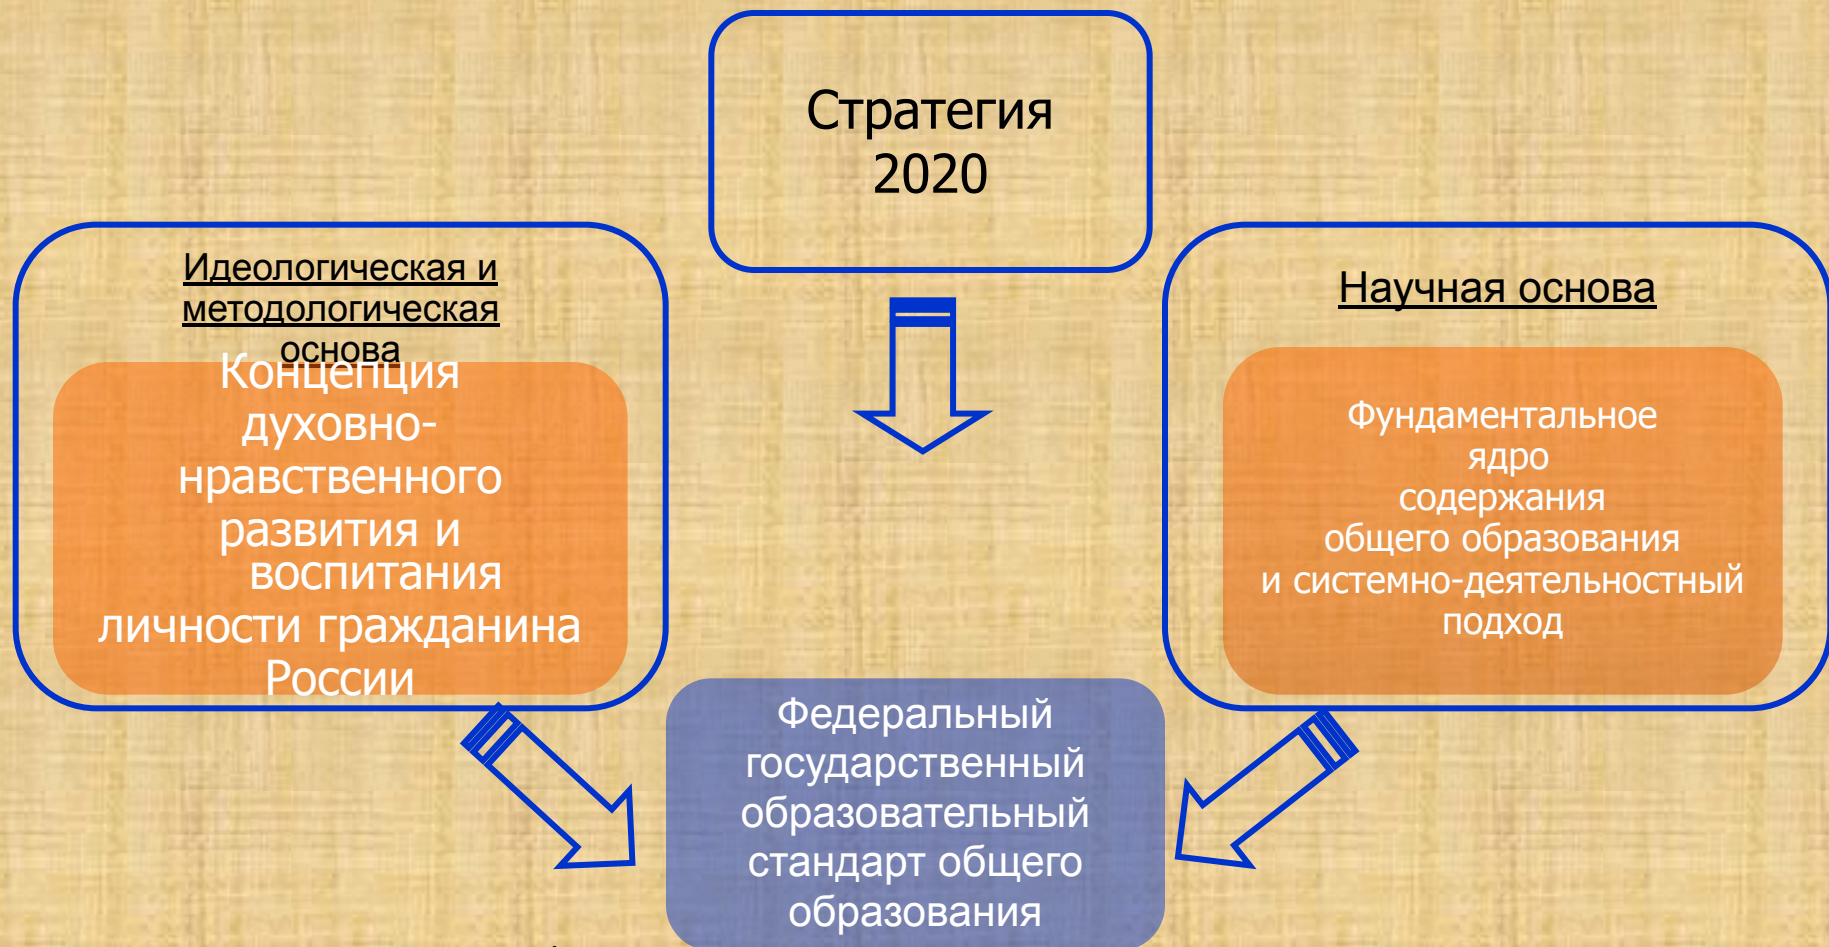 Стратегия
2020
Идеологическая и
методологическая
основа
Концепция
духовно-
нравственного
развития и
воспитания
личности гражданина
России
Научная основа
Фундаментальное
ядро
содержания
общего образования
и системно-деятельностный
подход
Федеральный
государственный
образовательный
стандарт общего
образования